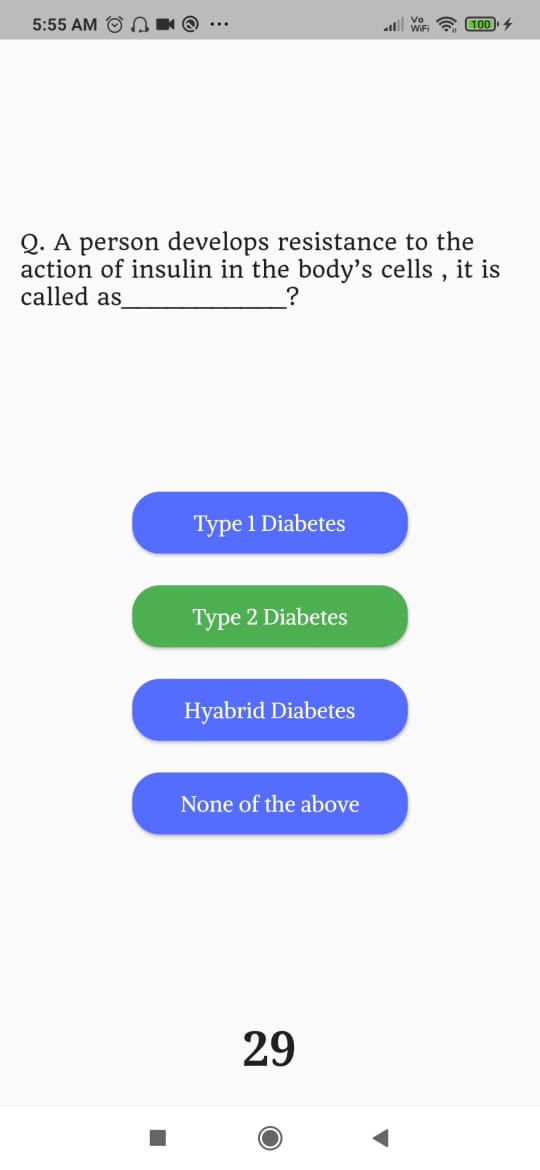 5:55 AM
Vo
WiFi
100
Q. A person develops resistance to the
action of insulin in the body’s cells , it is
called as___________?
Type 1 Diabetes
Type 2 Diabetes
Hyabrid Diabetes
None of the above
29